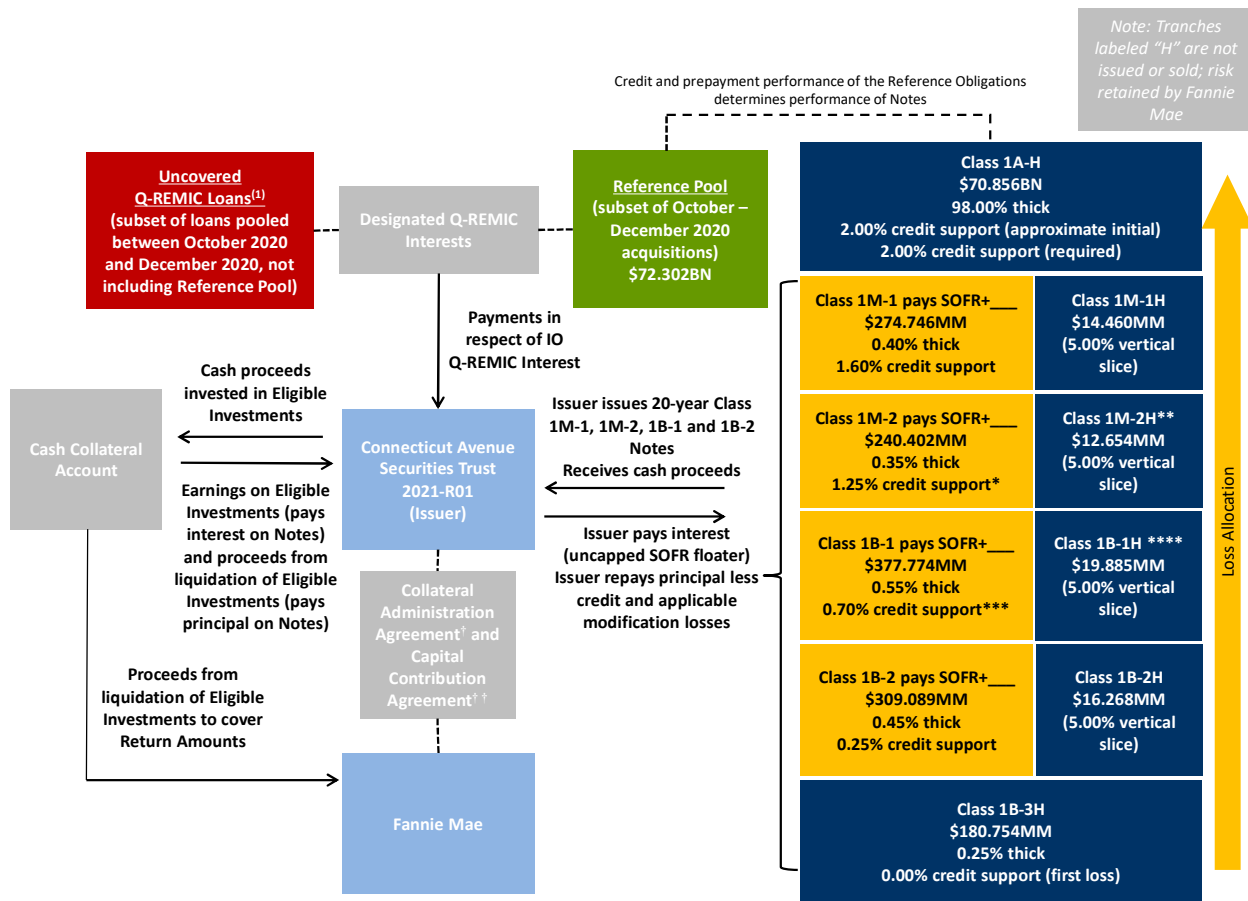 Note: Tranches
labeled “H” are not
issued or sold; risk
retained by Fannie
Mae
Credit and prepayment performance of the Reference Obligations
determines performance of Notes
Uncovered
Q-REMIC Loans(1)
(subset of loans pooled
between October 2020
and December 2020, not
including Reference Pool)
Designated Q-REMIC
Interests
Reference Pool
(subset of October –
December 2020
acquisitions)
$72.302BN
Class 1A-H
$70.856BN
98.00% thick
2.00% credit support (approximate initial)
2.00% credit support (required)
Payments in
respect of IO
Q-REMIC Interest
Class 1M-1 pays SOFR+___
$274.746MM
0.40% thick
1.60% credit support
Class 1M-1H
$14.460MM
(5.00% vertical
slice)
Cash proceeds
invested in Eligible
Investments
Cash Collateral
Account
Connecticut Avenue
Securities Trust
2021-R01
(Issuer)
Issuer issues 20-year Class
1M-1, 1M-2, 1B-1 and 1B-2
Notes
Receives cash proceeds
Class 1M-2 pays SOFR+___
$240.402MM
0.35% thick
1.25% credit support*
Class 1M-2H**
$12.654MM
(5.00% vertical
slice)
Earnings on Eligible
Investments (pays
interest on Notes)
and proceeds from
liquidation of Eligible
Investments (pays
principal on Notes)
Issuer pays interest
(uncapped SOFR floater)
Issuer repays principal less
credit and applicable
modification losses
Class 1B-1 pays SOFR+___
$377.774MM
0.55% thick
0.70% credit support***
Class 1B-1H ****
$19.885MM
(5.00% vertical
slice)
Loss Allocation
Collateral
Administration
Agreement† and
Capital
Contribution
Agreement† †
Proceeds from
liquidation of Eligible
Investments to cover
Return Amounts
Class 1B-2 pays SOFR+___
$309.089MM
0.45% thick
0.25% credit support
Class 1B-2H
$16.268MM
(5.00% vertical
slice)
Fannie Mae
Class 1B-3H
$180.754MM
0.25% thick
0.00% credit support (first loss)